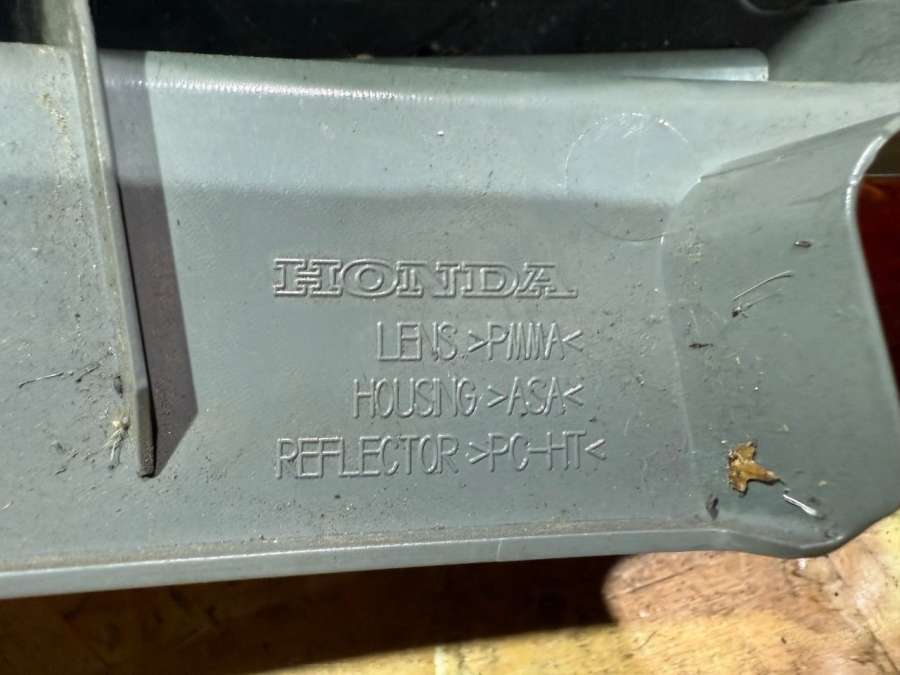 HONDA
LENS >PMMA<
HOUSNG >ASA<
REFLECTOR >PC-HT<